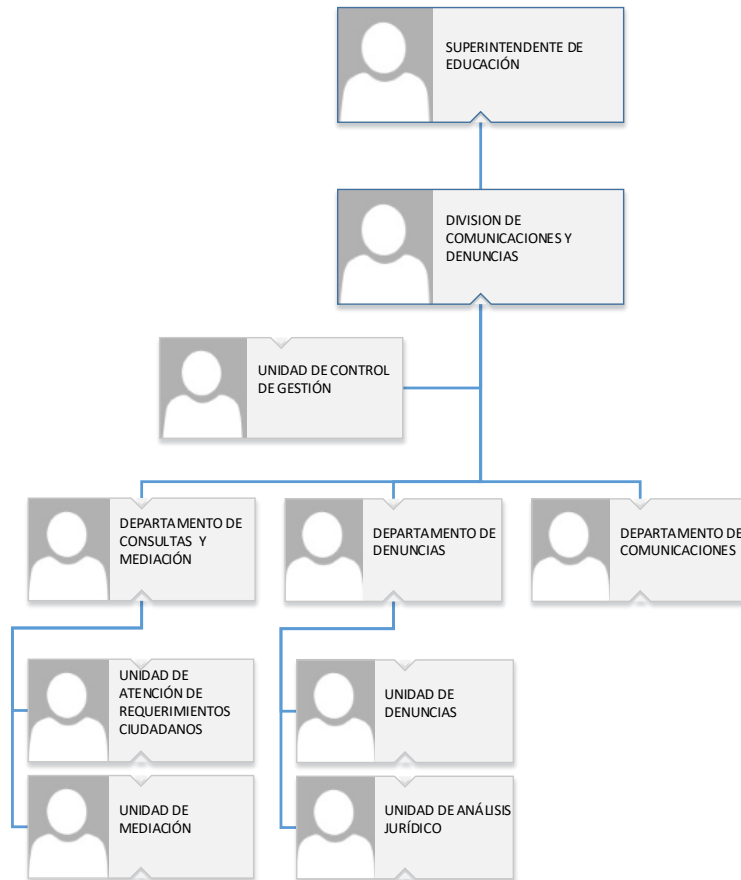 SUPERINTENDENTE DE
EDUCACIÓN
DIVISION DE
COMUNICACIONES Y
DENUNCIAS
UNIDAD DE CONTROL
DE GESTIÓN
DEPARTAMENTO DE
CONSULTAS Y
MEDIACIÓN
DEPARTAMENTO DE
DENUNCIAS
DEPARTAMENTO DE
COMUNICACIONES
UNIDAD DE
ATENCIÓN DE
REQUERIMIENTOS
CIUDADANOS
UNIDAD DE
DENUNCIAS
UNIDAD DE
MEDIACIÓN
UNIDAD DE ANÁLISIS
JURÍDICO